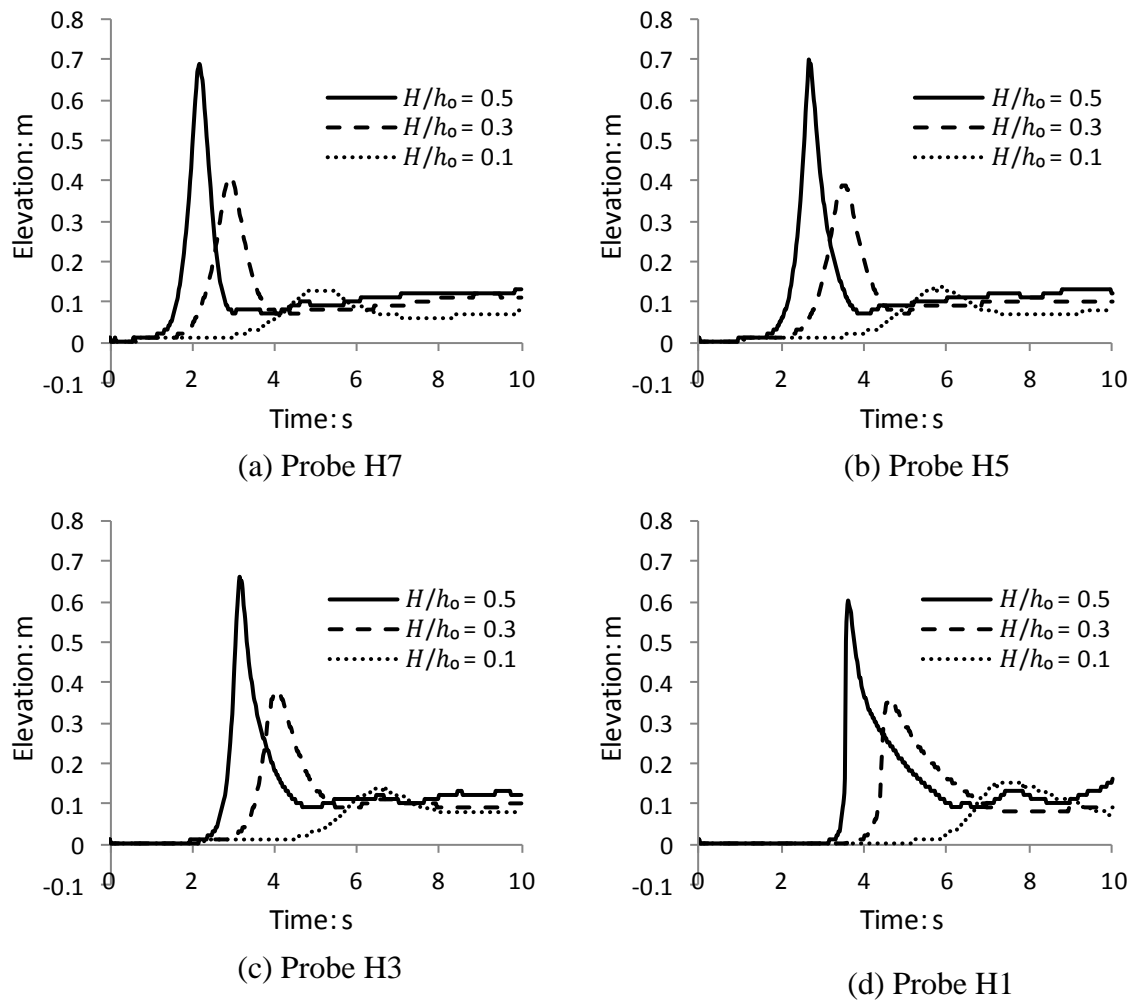 0.8
0.7
0.6
0.5
0.4
0.3
0.2
0.1
0
-0.1
Elevation: m
H/h₀ = 0.5
H/h₀ = 0.3
H/h₀ = 0.1
0 2 4 6 8 10
Time: s
(a) Probe H7
0.8
0.7
0.6
0.5
0.4
0.3
0.2
0.1
0
-0.1
Elevation: m
H/h₀ = 0.5
H/h₀ = 0.3
H/h₀ = 0.1
0 2 4 6 8 10
Time: s
(b) Probe H5
0.8
0.7
0.6
0.5
0.4
0.3
0.2
0.1
0
-0.1
Elevation: m
H/h₀ = 0.5
H/h₀ = 0.3
H/h₀ = 0.1
0 2 4 6 8 10
Time: s
(c) Probe H3
0.8
0.7
0.6
0.5
0.4
0.3
0.2
0.1
0
-0.1
Elevation: m
H/h₀ = 0.5
H/h₀ = 0.3
H/h₀ = 0.1
0 2 4 6 8 10
Time: s
(d) Probe H1